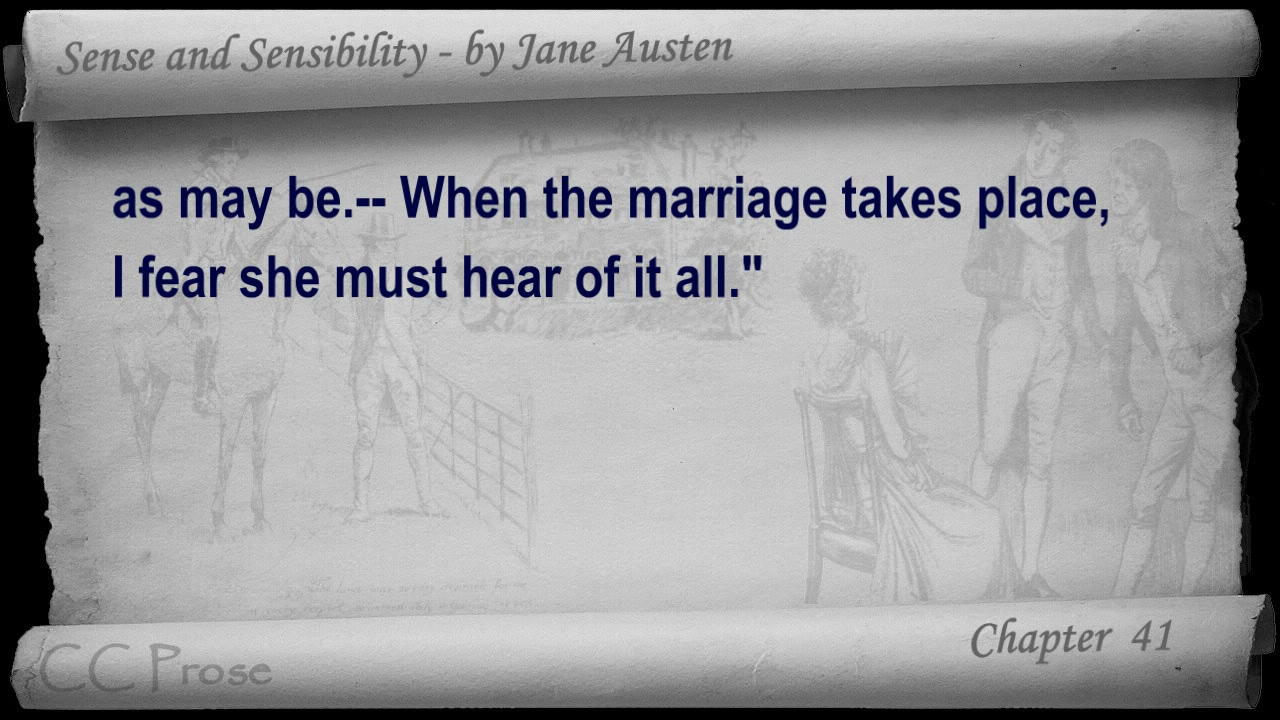 Sense and Sensibility - by Jane Austen
as may be.-- When the marriage takes place,
I fear she must hear of it all."
Chapter 41
CC Prose